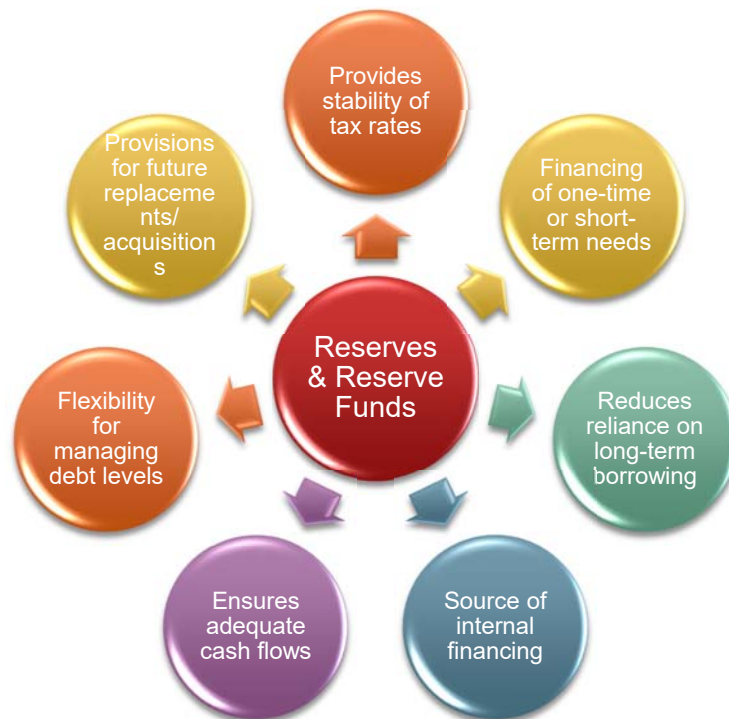 Provides
stability of
tax rates
Financing
of one-time
or short-
term needs
Reduces
reliance on
long-term
borrowing
Source of
internal
financing
Ensures
adequate
cash flows
Flexibility
for
managing
debt levels
Provisions
for future
replaceme
nts/
acquisition
s
Reserves
& Reserve
Funds